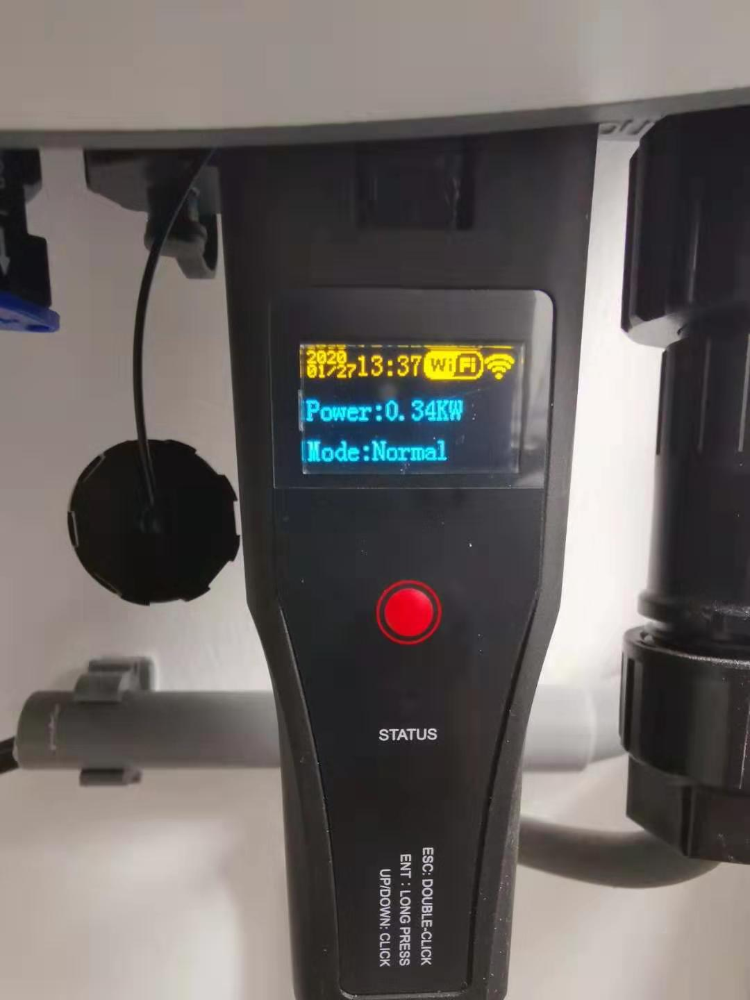 2020
01/27 13:37 WiFi
Power:0.34KW
Mode:Normal
STATUS
ESC: DOUBLE-CLICK
ENT : LONG PRESS
UP/DOWN: CLICK